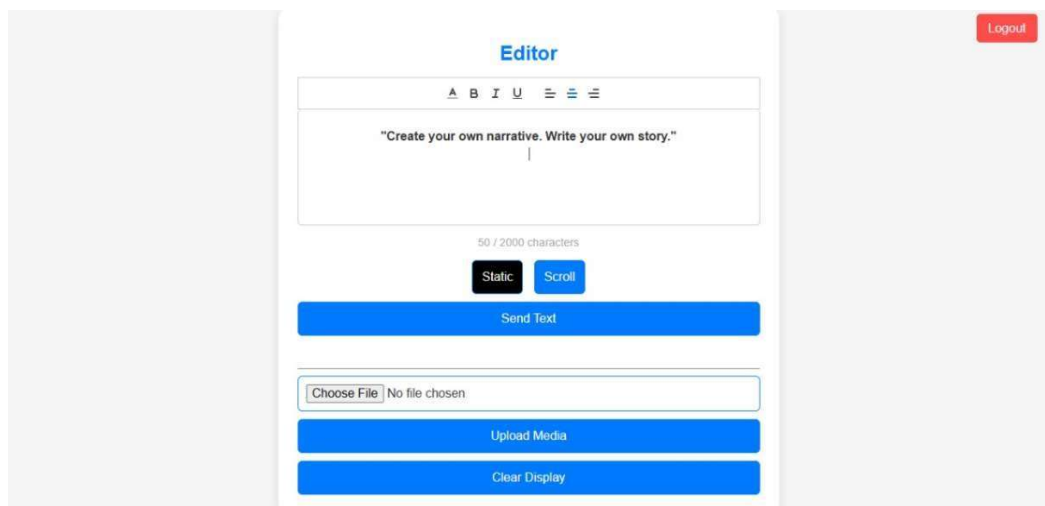 Logout
Editor
A B I U
"Create your own narrative. Write your own story."
50 / 2000 characters
Static Scroll
Send Text
Choose File No file chosen
Upload Media
Clear Display